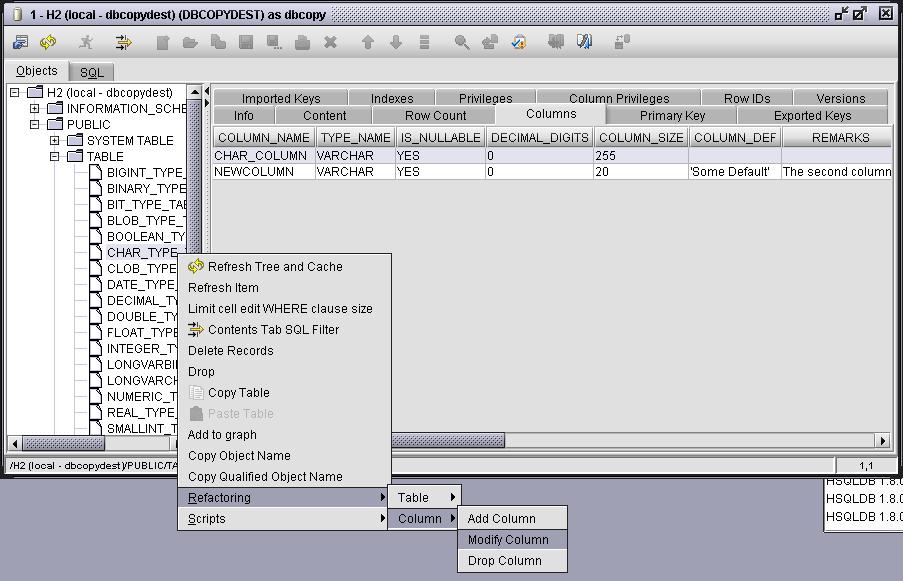 1 - H2 (local - dbcopydest) (DBCOPYDEST) as dbcopy
Objects
SQL
H2 (local - dbcopydest)
INFORMATION_SCHE
PUBLIC
SYSTEM TABLE
TABLE
BIGINT_TYPE_
BINARY_TYPE_
BIT_TYPE_TAB
BLOB_TYPE_
BOOLEAN_TY
CHAR_TYPE_
CLOB_TYPE
DATE_TYPE_
DECIMAL_T
DOUBLE_T
FLOAT_TYPE
INTEGER_T
LONGVARBI
LONGVARCH
NUMERIC_T
REAL_TYPE_
SMALLINT_T
Imported Keys Indexes Privileges Column Privileges Row IDs Versions
Info Content Row Count Columns Primary Key Exported Keys
COLUMN_NAME TYPE_NAME IS_NULLABLE DECIMAL_DIGITS COLUMN_SIZE COLUMN_DEF REMARKS
CHAR_COLUMN VARCHAR YES 0 255
NEWCOLUMN VARCHAR YES 0 20 'Some Default' The second column
Refresh Tree and Cache
Refresh Item
Limit cell edit WHERE clause size
Contents Tab SQL Filter
Delete Records
Drop
Copy Table
Paste Table
Add to graph
Copy Object Name
Copy Qualified Object Name
Refactoring
Scripts
Table
Column
Add Column
Modify Column
Drop Column
/H2 (local - dbcopydest)/PUBLIC/TA
1,1
HSQLDB 1.8.0
HSQLDB 1.8.0
HSQLDB 1.8.0